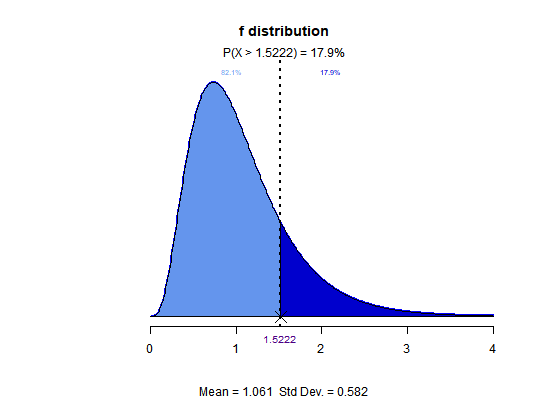 f distribution
P(X > 1.5222) = 17.9%
82.1% 17.9%
0 1 2 3 4
1.5222
Mean = 1.061 Std Dev. = 0.582